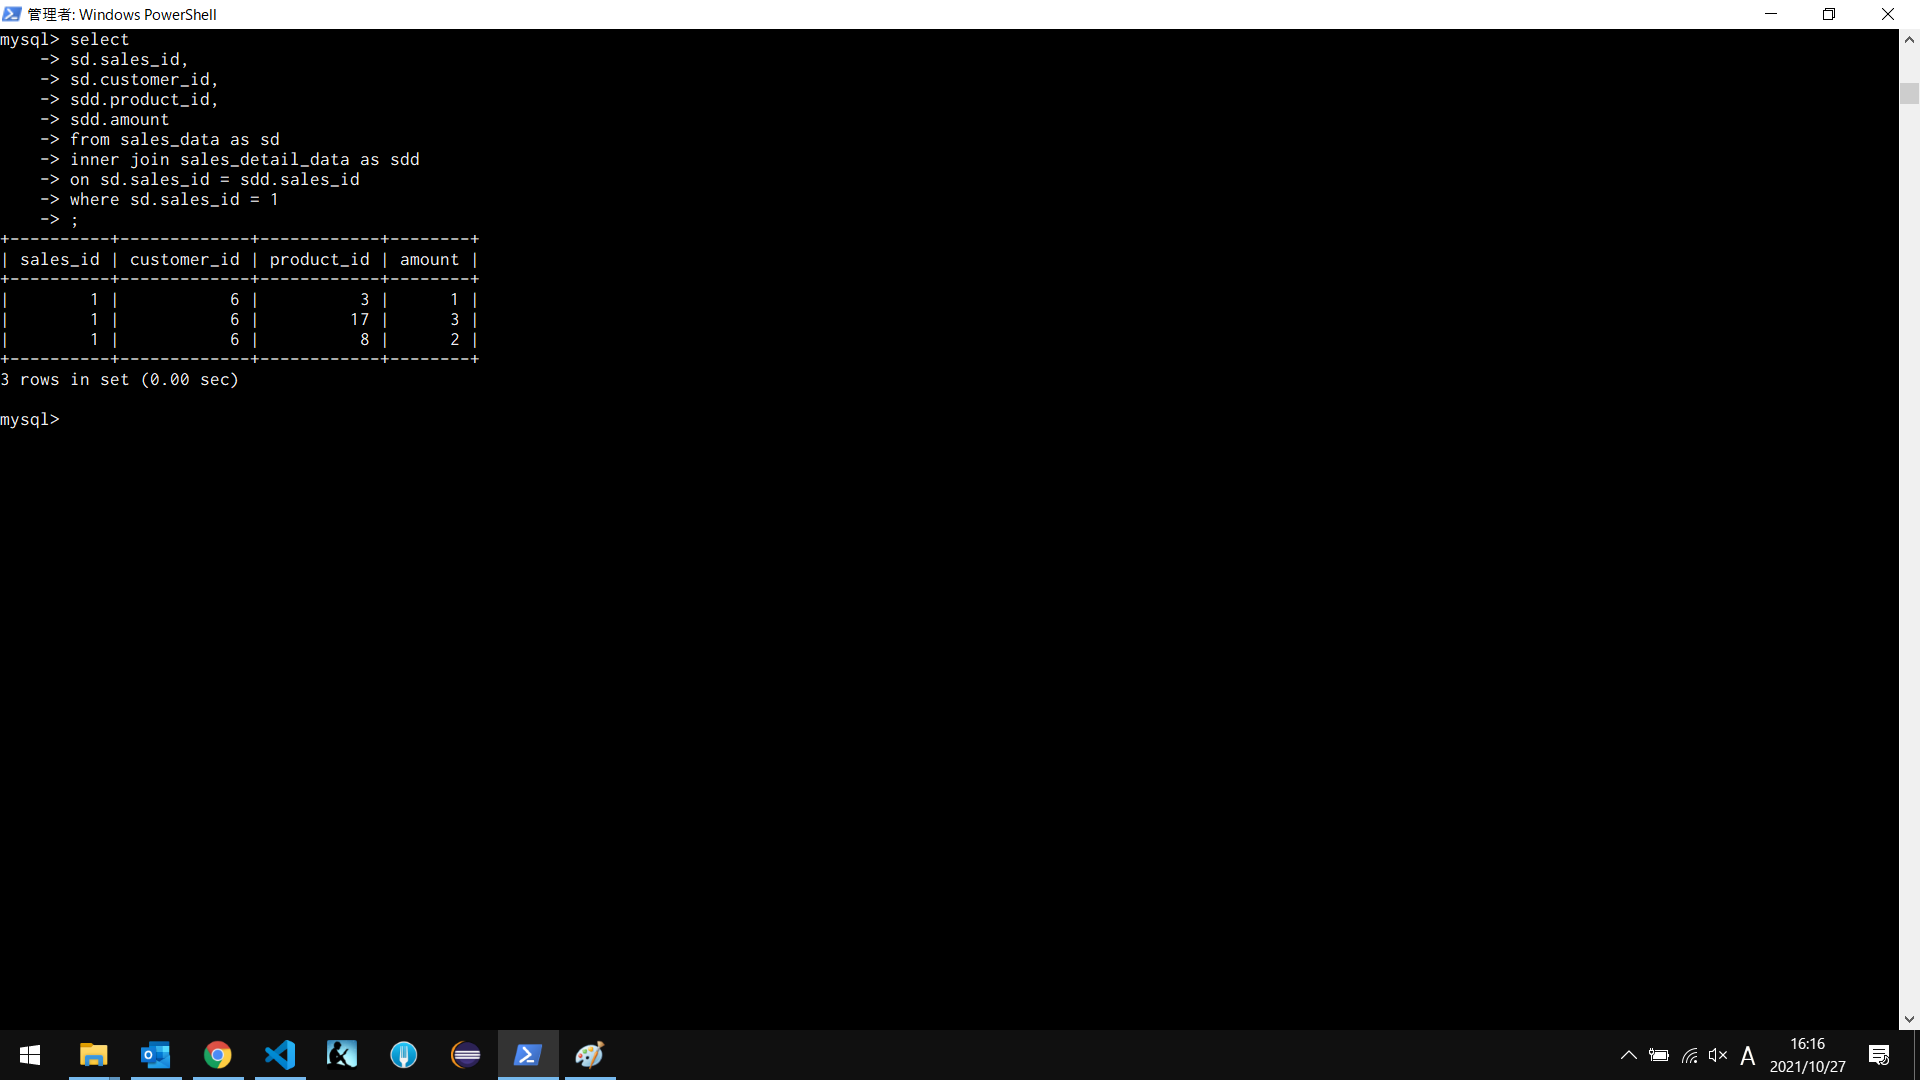 管理者: Windows PowerShell
mysql> select
    -> sd.sales_id,
    -> sd.customer_id,
    -> sdd.product_id,
    -> sdd.amount
    -> from sales_data as sd
    -> inner join sales_detail_data as sdd
    -> on sd.sales_id = sdd.sales_id
    -> where sd.sales_id = 1
    -> ;
+----------+-------------+------------+--------+
| sales_id | customer_id | product_id | amount |
+----------+-------------+------------+--------+
|        1 |           6 |          3 |      1 |
|        1 |           6 |         17 |      3 |
|        1 |           6 |          8 |      2 |
+----------+-------------+------------+--------+
3 rows in set (0.00 sec)
mysql>
A
16:16
2021/10/27